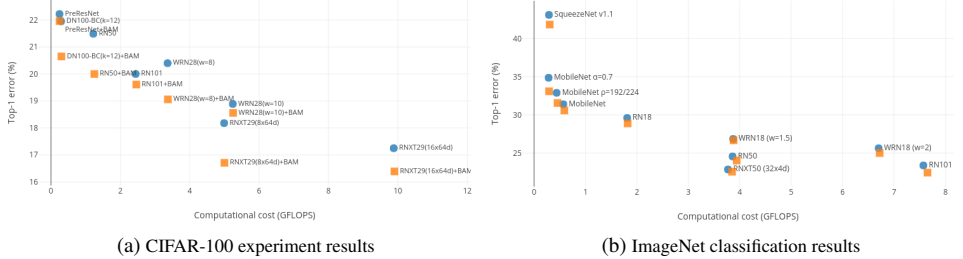 PreResNet
DN100-BC(k=12)
PreResNet+BAM
RN50
DN100-BC(k=12)+BAM
WRN28(w=8)
RN50+BAM
RN101
RN101+BAM
WRN28(w=8)+BAM
WRN28(w=10)
WRN28(w=10)+BAM
RNXT29(8x64d)
RNXT29(16x64d)
RNXT29(8x64d)+BAM
RNXT29(16x64d)+BAM
22
21
20
19
18
17
16
Top-1 error (%)
0 2 4 6 8 10 12
Computational cost (GFLOPS)
(a) CIFAR-100 experiment results
SqueezeNet v1.1
MobileNet α=0.7
MobileNet ρ=192/224
MobileNet
RN18
WRN18 (w=1.5)
WRN18 (w=2)
RN50
RNXT50 (32x4d)
RN101
40
35
30
25
Top-1 error (%)
0 1 2 3 4 5 6 7 8
Computational cost (GFLOPS)
(b) ImageNet classification results